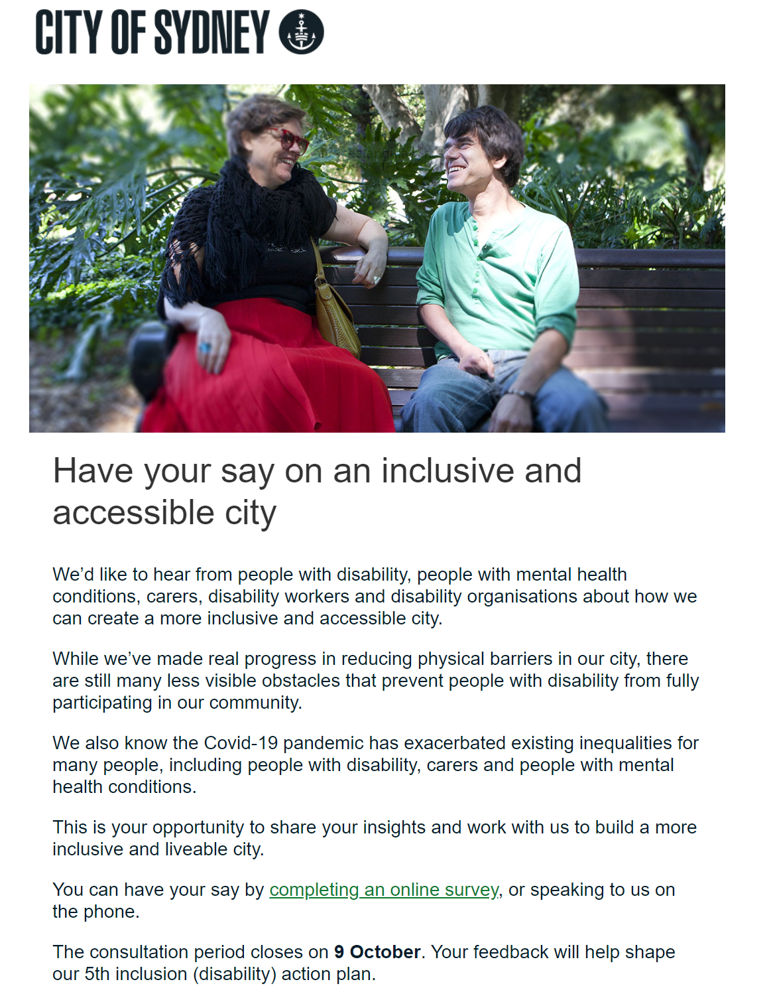 CITY OF SYDNEY
Have your say on an inclusive and
accessible city
We’d like to hear from people with disability, people with mental health
conditions, carers, disability workers and disability organisations about how we
can create a more inclusive and accessible city.
While we’ve made real progress in reducing physical barriers in our city, there
are still many less visible obstacles that prevent people with disability from fully
participating in our community.
We also know the Covid-19 pandemic has exacerbated existing inequalities for
many people, including people with disability, carers and people with mental
health conditions.
This is your opportunity to share your insights and work with us to build a more
inclusive and liveable city.
You can have your say by completing an online survey, or speaking to us on
the phone.
The consultation period closes on 9 October. Your feedback will help shape
our 5th inclusion (disability) action plan.